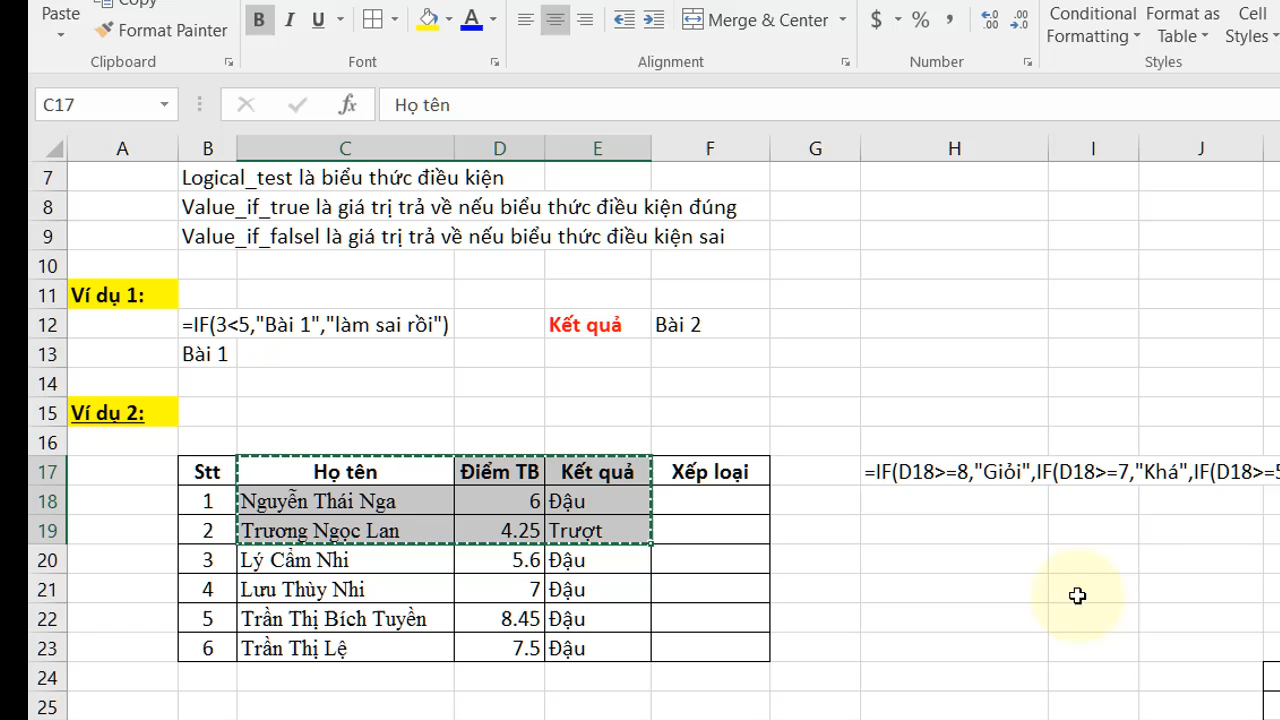 Paste
Copy
Format Painter
B I U A
Merge & Center
$ % ,
Conditional Formatting
Format as Table
Cell Styles
Clipboard Font Alignment Number Styles
C17 fx Họ tên
A B C D E F G H I J
7 Logical_test là biểu thức điều kiện
8 Value_if_true là giá trị trả về nếu biểu thức điều kiện đúng
9 Value_if_falsel là giá trị trả về nếu biểu thức điều kiện sai
10
11 Ví dụ 1:
12 =IF(3<5,"Bài 1","làm sai rồi") Kết quả Bài 2
13 Bài 1
14
15 Ví dụ 2:
16
17 Stt Họ tên Điểm TB Kết quả Xếp loại =IF(D18>=8,"Giỏi",IF(D18>=7,"Khá",IF(D18>=5
18 1 Nguyễn Thái Nga 6 Đậu
19 2 Trương Ngọc Lan 4.25 Trượt
20 3 Lý Cẩm Nhi 5.6 Đậu
21 4 Lưu Thùy Nhi 7 Đậu
22 5 Trần Thị Bích Tuyền 8.45 Đậu
23 6 Trần Thị Lệ 7.5 Đậu
24
25